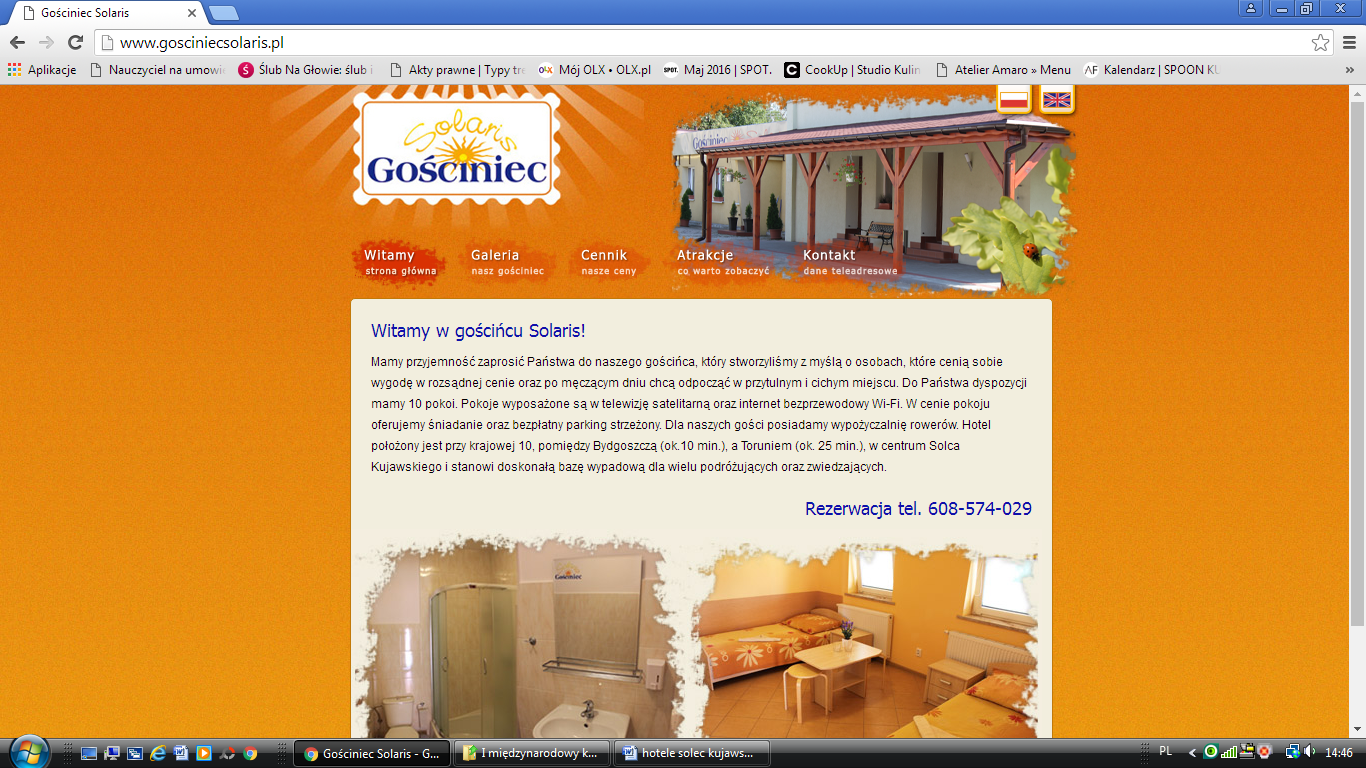 Gościniec Solaris
www.gosciniecsolaris.pl
Aplikacje
Nauczyciel na umowi
Ślub Na Głowie: ślub i
Akty prawne | Typy tre
Mój OLX • OLX.pl
Maj 2016 | SPOT.
CookUp | Studio Kulin
Atelier Amaro » Menu
Kalendarz | SPOON KU
Solaris
Gościniec
Witamy
strona główna
Galeria
nasz gościniec
Cennik
nasze ceny
Atrakcje
co warto zobaczyć
Kontakt
dane teleadresowe
Witamy w gościńcu Solaris!
Mamy przyjemność zaprosić Państwa do naszego gościńca, który stworzyliśmy z myślą o osobach, które cenią sobie
wygodę w rozsądnej cenie oraz po męczącym dniu chcą odpocząć w przytulnym i cichym miejscu. Do Państwa dyspozycji
mamy 10 pokoi. Pokoje wyposażone są w telewizję satelitarną oraz internet bezprzewodowy Wi-Fi. W cenie pokoju
oferujemy śniadanie oraz bezpłatny parking strzeżony. Dla naszych gości posiadamy wypożyczalnię rowerów. Hotel
położony jest przy krajowej 10, pomiędzy Bydgoszczą (ok.10 min.), a Toruniem (ok. 25 min.), w centrum Solca
Kujawskiego i stanowi doskonałą bazę wypadową dla wielu podróżujących oraz zwiedzających.
Rezerwacja tel. 608-574-029
Gościniec
Gościniec Solaris - G...
I międzynarodowy k...
hotele solec kujaws...
PL
14:46